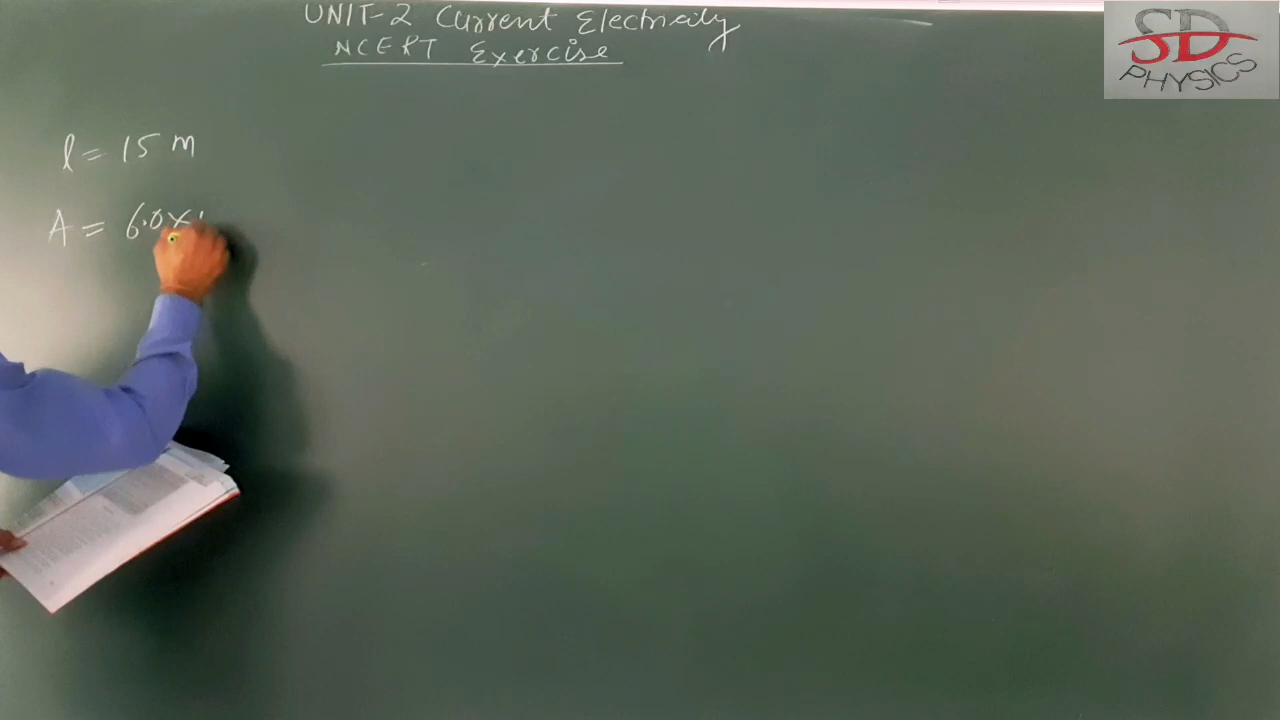 UNIT-2 Current Electricity
NCERT Exercise
SD
PHYSICS
l = 15 m
A = 6.0 ×